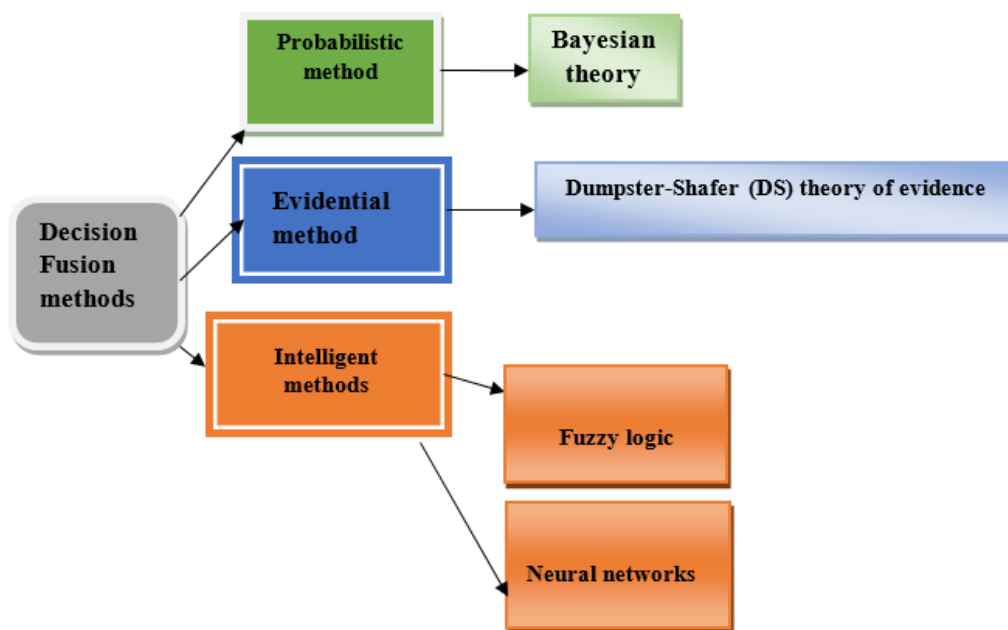 Probabilistic
method
Bayesian
theory
Decision
Fusion
methods
Evidential
method
Dumpster-Shafer (DS) theory of evidence
Intelligent
methods
Fuzzy logic
Neural networks